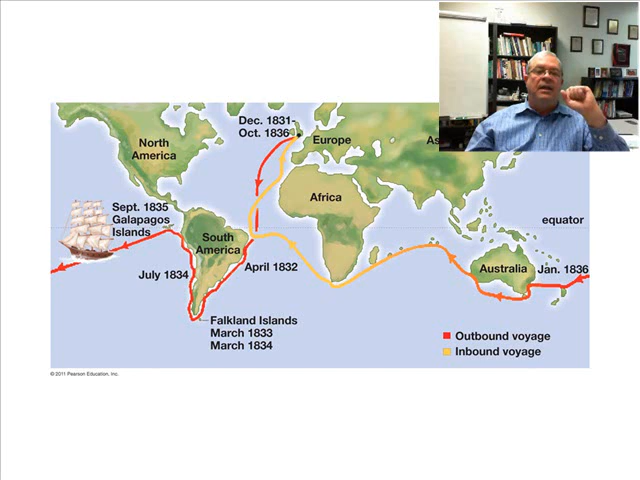 Dec. 1831-
Oct. 1836
North
America
Europe
As
Africa
Sept. 1835
Galapagos
Islands
equator
South
America
July 1834
April 1832
Australia
Jan. 1836
Falkland Islands
March 1833
March 1834
Outbound voyage
Inbound voyage
© 2011 Pearson Education, Inc.